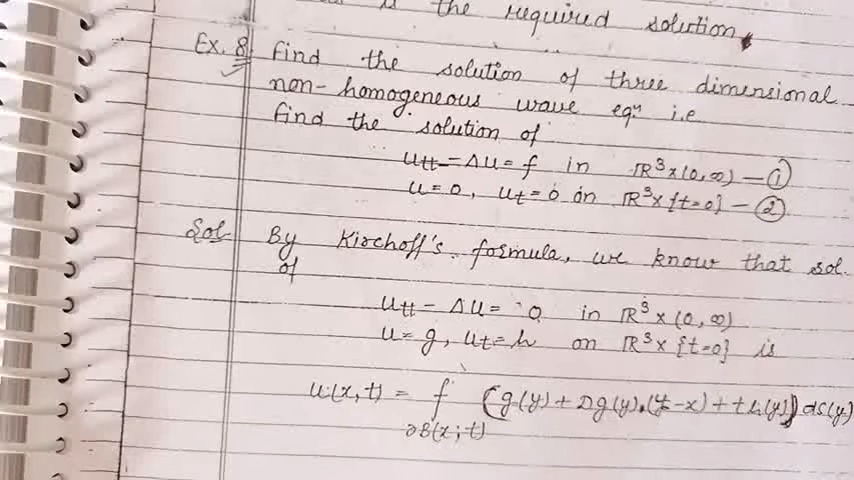 is the required solution.
Ex. 8 Find the solution of three dimensional
non-homogeneous wave eqn i.e
find the solution of
utt - Δu = f in R³×(0,∞) — ①
u = 0, ut = 0 on R³×{t=0} — ②
Sol By Kirchoff's formula, we know that sol.
of
utt - Δu = 0 in R³×(0,∞)
u = g, ut = h on R³×{t=0} is
u(x,t) = ⨍ (g(y) + Dg(y).(y-x) + t h(y)) ds(y)
∂B(x;t)